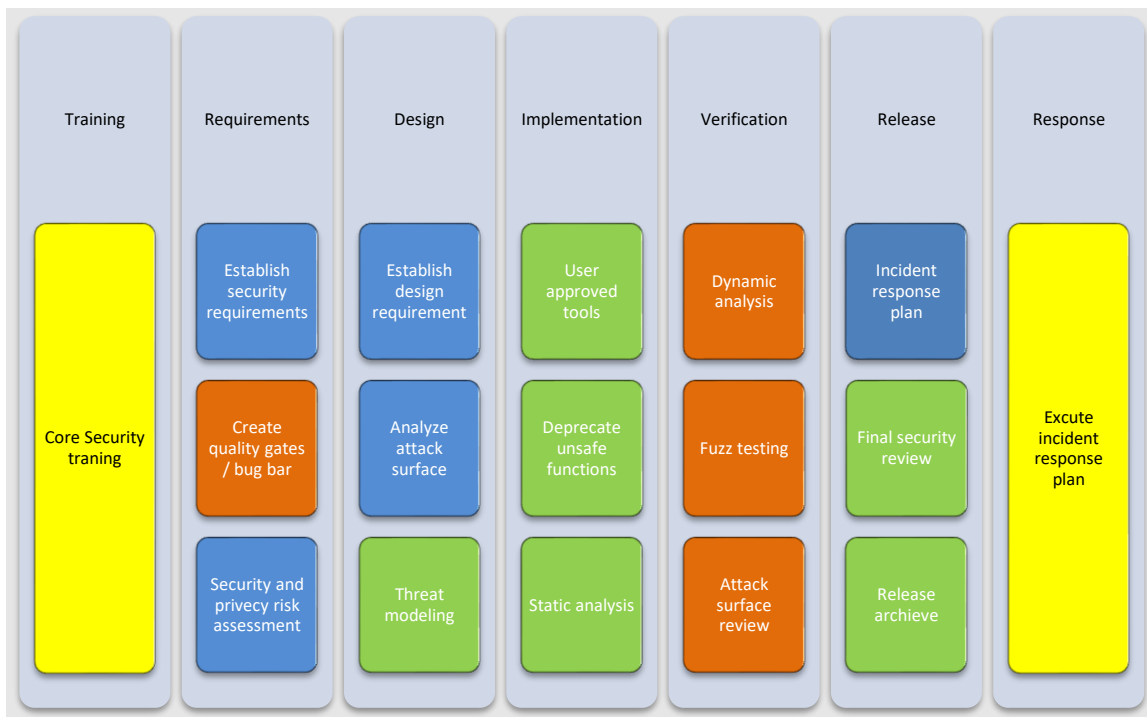 Training
Requirements
Design
Implementation
Verification
Release
Response
Core Security
traning
Establish
security
requirements
Create
quality gates
/ bug bar
Security and
privecy risk
assessment
Establish
design
requirement
Analyze
attack
surface
Threat
modeling
User
approved
tools
Deprecate
unsafe
functions
Static analysis
Dynamic
analysis
Fuzz testing
Attack
surface
review
Incident
response
plan
Final security
review
Release
archieve
Excute
incident
response
plan